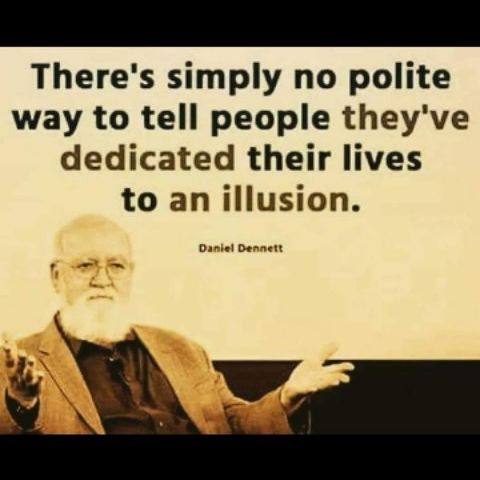 There's simply no polite
way to tell people they've
dedicated their lives
to an illusion.
Daniel Dennett